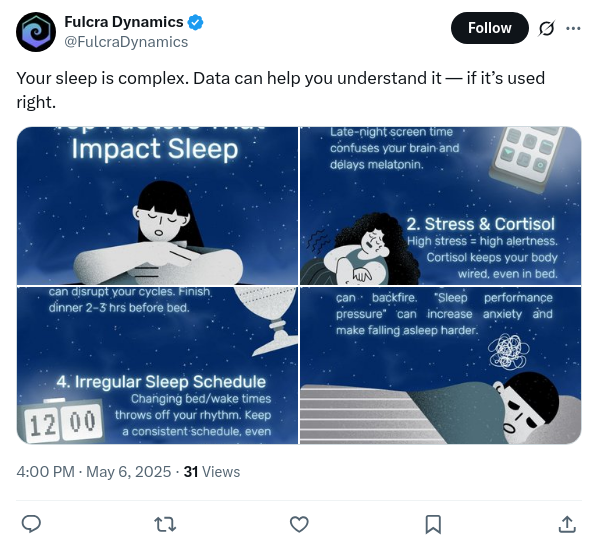 Fulcra Dynamics
@FulcraDynamics
Follow
Your sleep is complex. Data can help you understand it — if it's used
right.
Top Factors That
Impact Sleep
Late-night screen time
confuses your brain and
delays melatonin.
2. Stress & Cortisol
High stress = high alertness.
Cortisol keeps your body
wired, even in bed.
can disrupt your cycles. Finish
dinner 2–3 hrs before bed.
4. Irregular Sleep Schedule
Changing bed/wake times
throws off your rhythm. Keep
a consistent schedule, even
12 00
can backfire. "Sleep performance
pressure" can increase anxiety and
make falling asleep harder.
4:00 PM · May 6, 2025 · 31 Views